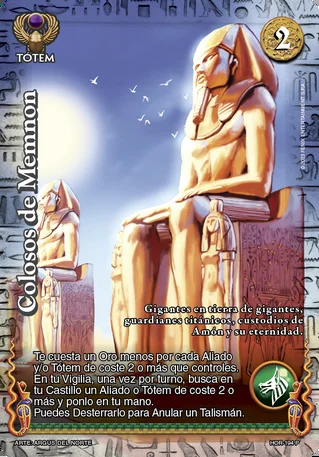 TÓTEM
2
Colosos de Memnon
Gigantes en tierra de gigantes,
guardianes titánicos, custodios de
Amón y su eternidad.
Te cuesta un Oro menos por cada Aliado
y/o Tótem de coste 2 o más que controles.
En tu Vigilia, una vez por turno, busca en
tu Castillo un Aliado o Tótem de coste 2 o
más y ponlo en tu mano.
Puedes Desterrarlo para Anular un Talismán.
ARTE: ARGUS DEL NORTE